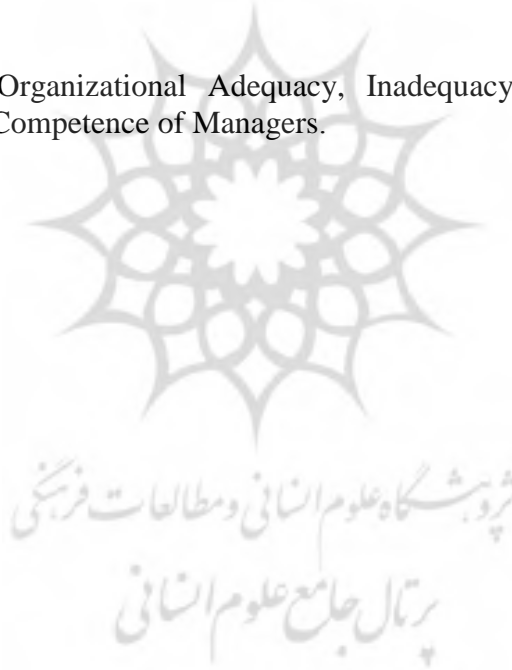 Organizational Adequacy, Inadequacy
Competence of Managers.
پژوهشگاه علوم انسانی و مطالعات فرهنگی
پرتال جامع علوم انسانی